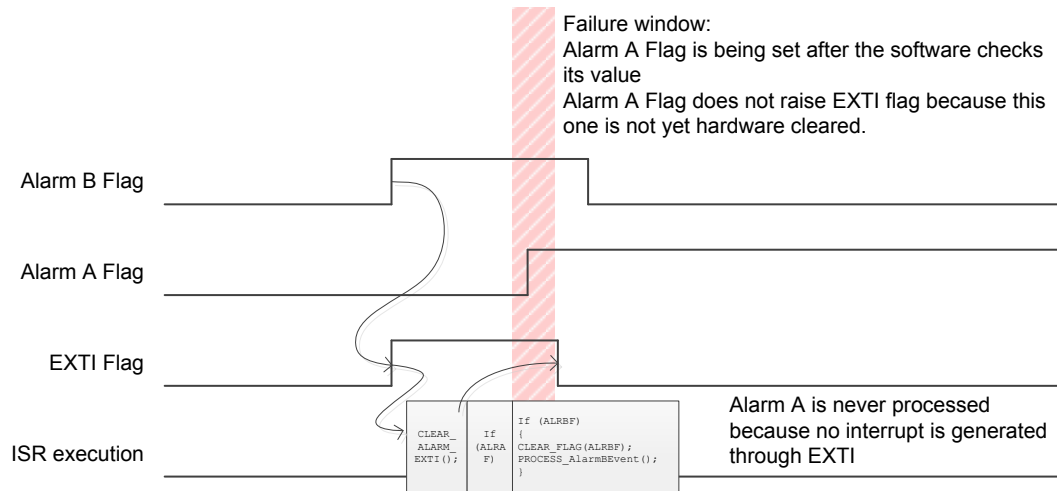 Failure window:
Alarm A Flag is being set after the software checks
its value
Alarm A Flag does not raise EXTI flag because this
one is not yet hardware cleared.
Alarm B Flag
Alarm A Flag
EXTI Flag
ISR execution
CLEAR_
ALARM_
EXTI();
If
(ALRA
F)
If (ALRBF)
{
CLEAR_FLAG(ALRBF);
PROCESS_AlarmBEvent();
}
Alarm A is never processed
because no interrupt is generated
through EXTI